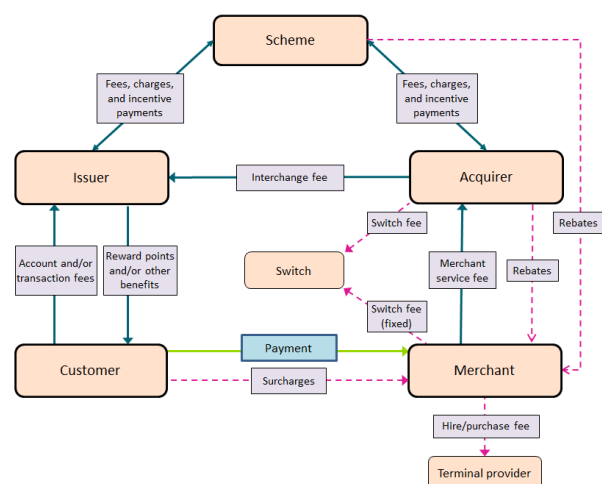 Scheme
Fees, charges,
and incentive
payments
Fees, charges,
and incentive
payments
Issuer
Interchange fee
Acquirer
Switch fee
Rebates
Account and/or
transaction fees
Reward points
and/or other
benefits
Switch
Merchant
service fee
Rebates
Switch fee
(fixed)
Payment
Customer
Merchant
Surcharges
Hire/purchase fee
Terminal provider